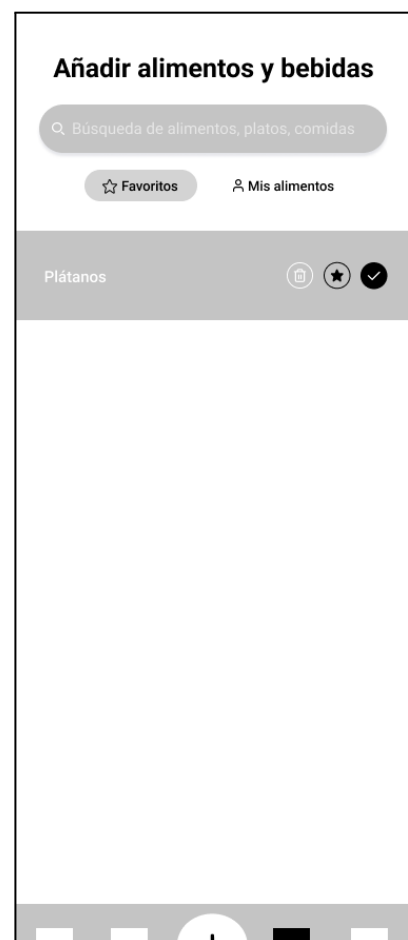 Añadir alimentos y bebidas
Búsqueda de alimentos, platos, comidas
Favoritos
Mis alimentos
Plátanos